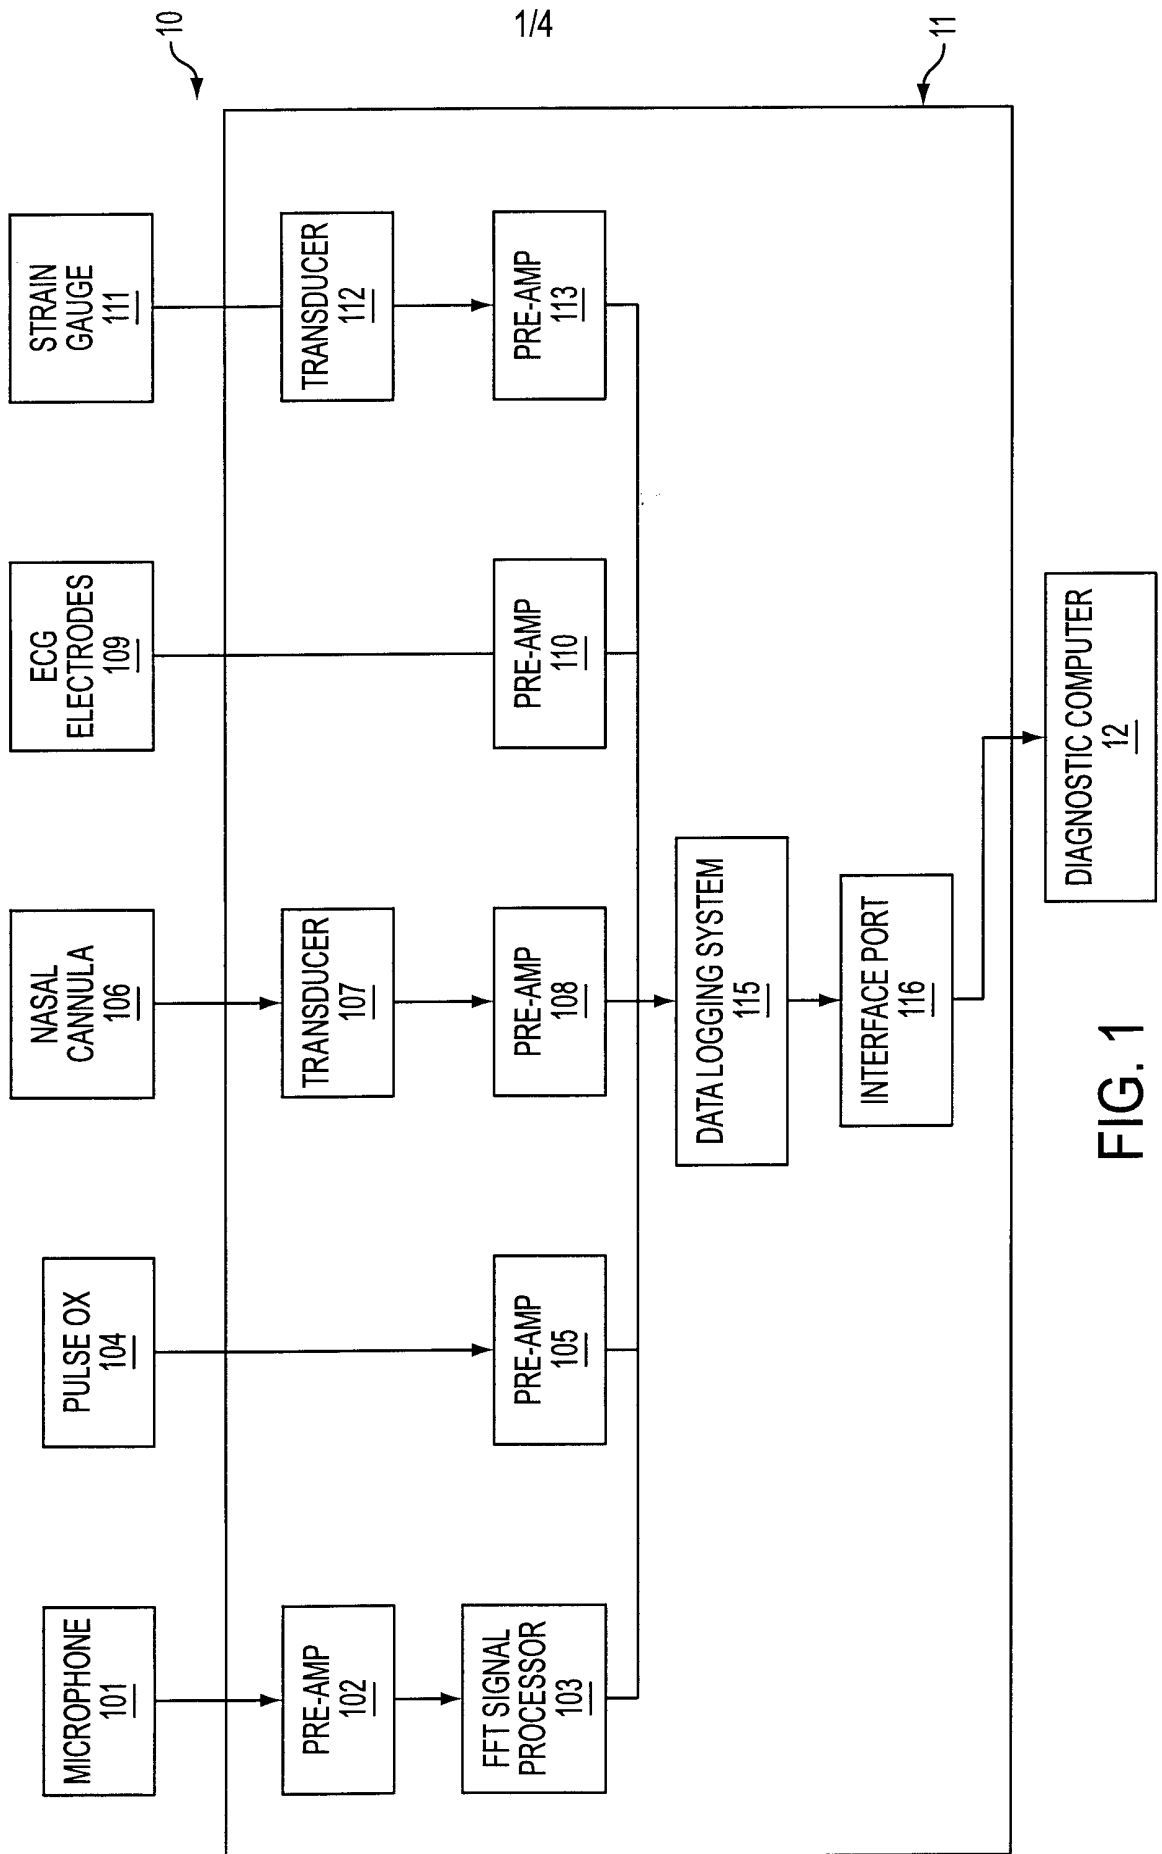 1/4
10
11
MICROPHONE
101
PULSE OX
104
NASAL
CANNULA
106
ECG
ELECTRODES
109
STRAIN
GAUGE
111
PRE-AMP
102
TRANSDUCER
107
TRANSDUCER
112
FFT SIGNAL
PROCESSOR
103
PRE-AMP
105
PRE-AMP
108
PRE-AMP
110
PRE-AMP
113
DATA LOGGING SYSTEM
115
INTERFACE PORT
116
DIAGNOSTIC COMPUTER
12
FIG. 1